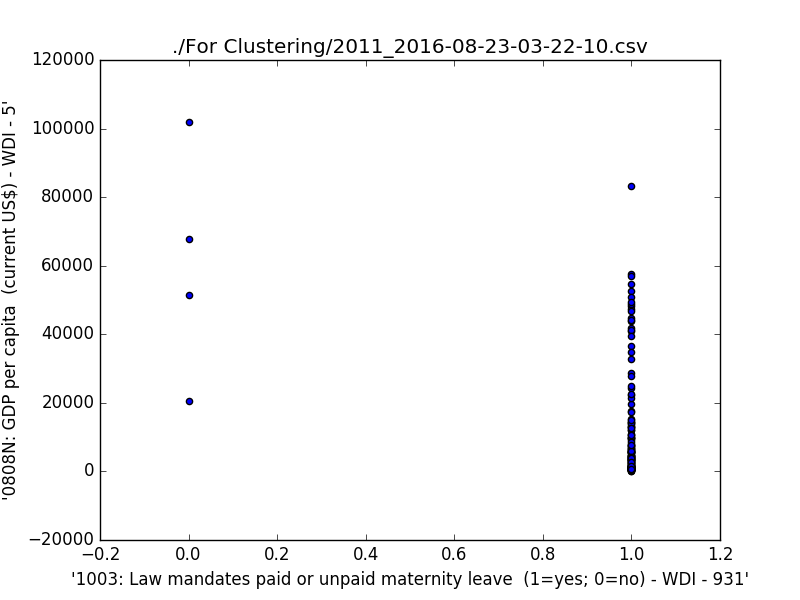 ./For Clustering/2011_2016-08-23-03-22-10.csv
120000
100000
80000
60000
40000
20000
0
−20000
'0808N: GDP per capita  (current US$) - WDI - 5'
−0.2 0.0 0.2 0.4 0.6 0.8 1.0 1.2
'1003: Law mandates paid or unpaid maternity leave  (1=yes; 0=no) - WDI - 931'